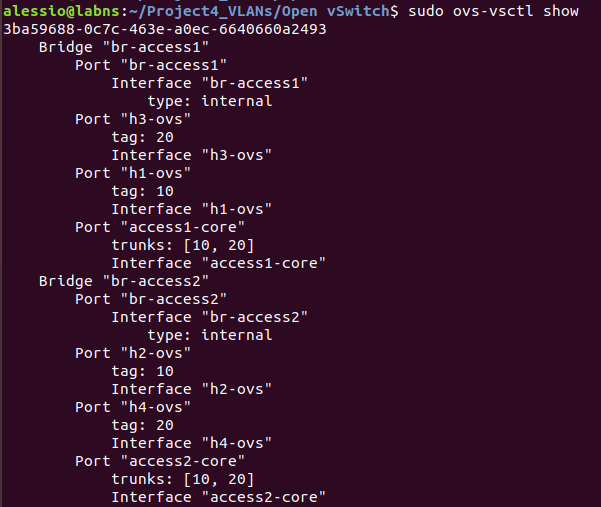 alessio@labns:~/Project4_VLANs/Open vSwitch$ sudo ovs-vsctl show
3ba59688-0c7c-463e-a0ec-6640660a2493
    Bridge "br-access1"
        Port "br-access1"
            Interface "br-access1"
                type: internal
        Port "h3-ovs"
            tag: 20
            Interface "h3-ovs"
        Port "h1-ovs"
            tag: 10
            Interface "h1-ovs"
        Port "access1-core"
            trunks: [10, 20]
            Interface "access1-core"
    Bridge "br-access2"
        Port "br-access2"
            Interface "br-access2"
                type: internal
        Port "h2-ovs"
            tag: 10
            Interface "h2-ovs"
        Port "h4-ovs"
            tag: 20
            Interface "h4-ovs"
        Port "access2-core"
            trunks: [10, 20]
            Interface "access2-core"